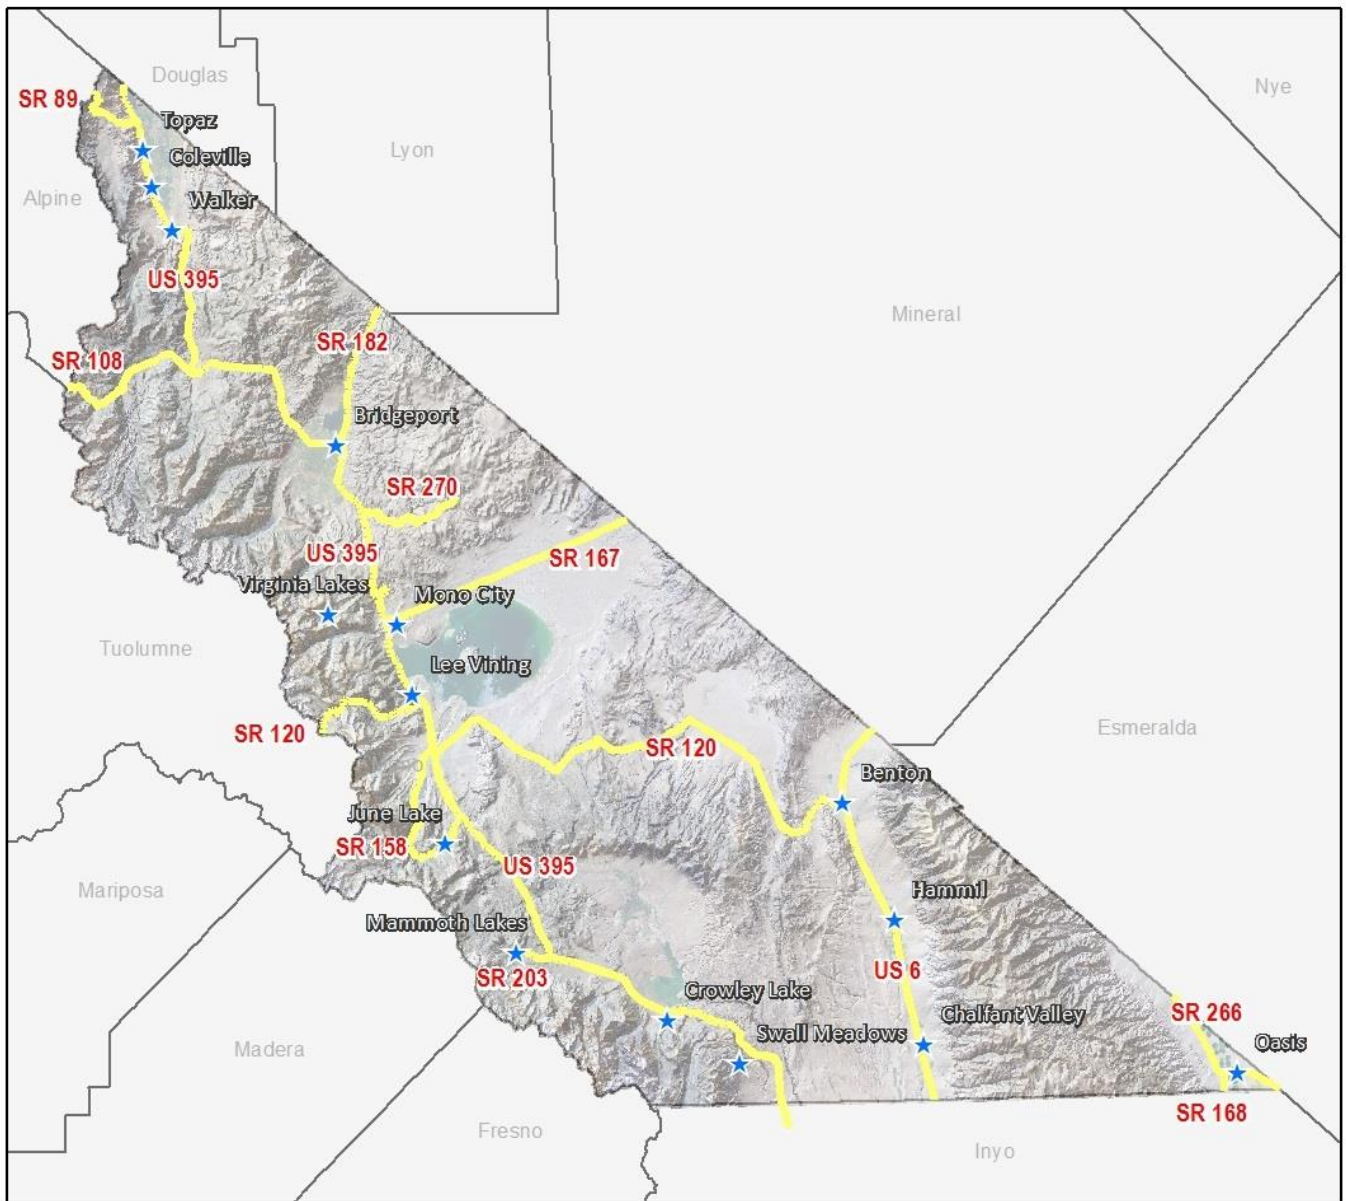 Douglas
Nye
SR 89
Topaz
Lyon
Coleville
Alpine
Walker
US 395
Mineral
SR 182
SR 108
Bridgeport
SR 270
US 395
SR 167
Virginia Lakes
Mono City
Tuolumne
Lee Vining
SR 120
SR 120
Esmeralda
Benton
June Lake
SR 158
US 395
Mariposa
Hammil
Mammoth Lakes
SR 203
US 6
Crowley Lake
SR 266
Chalfant Valley
Swall Meadows
Oasis
Madera
SR 168
Fresno
Inyo